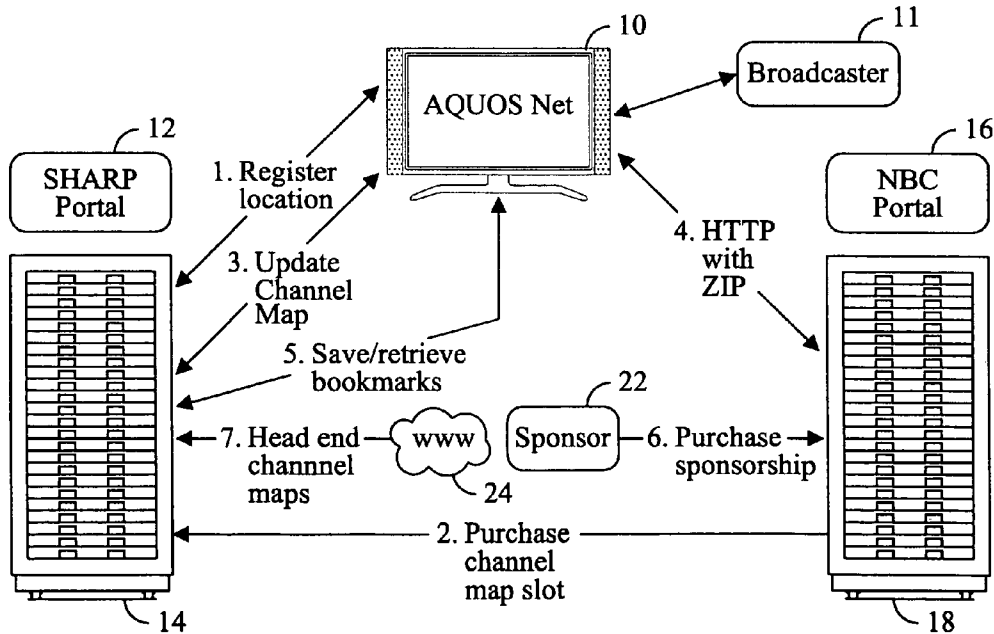 10
11
AQUOS Net
Broadcaster
12
16
SHARP
Portal
NBC
Portal
1. Register
location
4. HTTP
with
ZIP
3. Update
Channel
Map
5. Save/retrieve
bookmarks
22
7. Head end
channnel
maps
www
24
Sponsor
6. Purchase
sponsorship
2. Purchase
channel
map slot
14
18